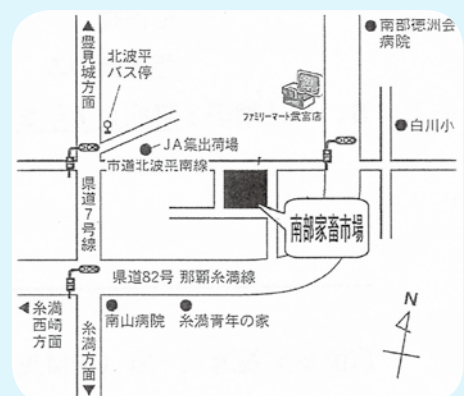 ▲豊見城方面
北波平
バス停
南部徳洲会
病院
ファミリーマート武富店
白川小
JA集出荷場
市道北波平南線
県道7号線
南部家畜市場
県道82号 那覇糸満線
◀糸満
西崎
方面
糸満方面▼
南山病院
糸満青年の家
N